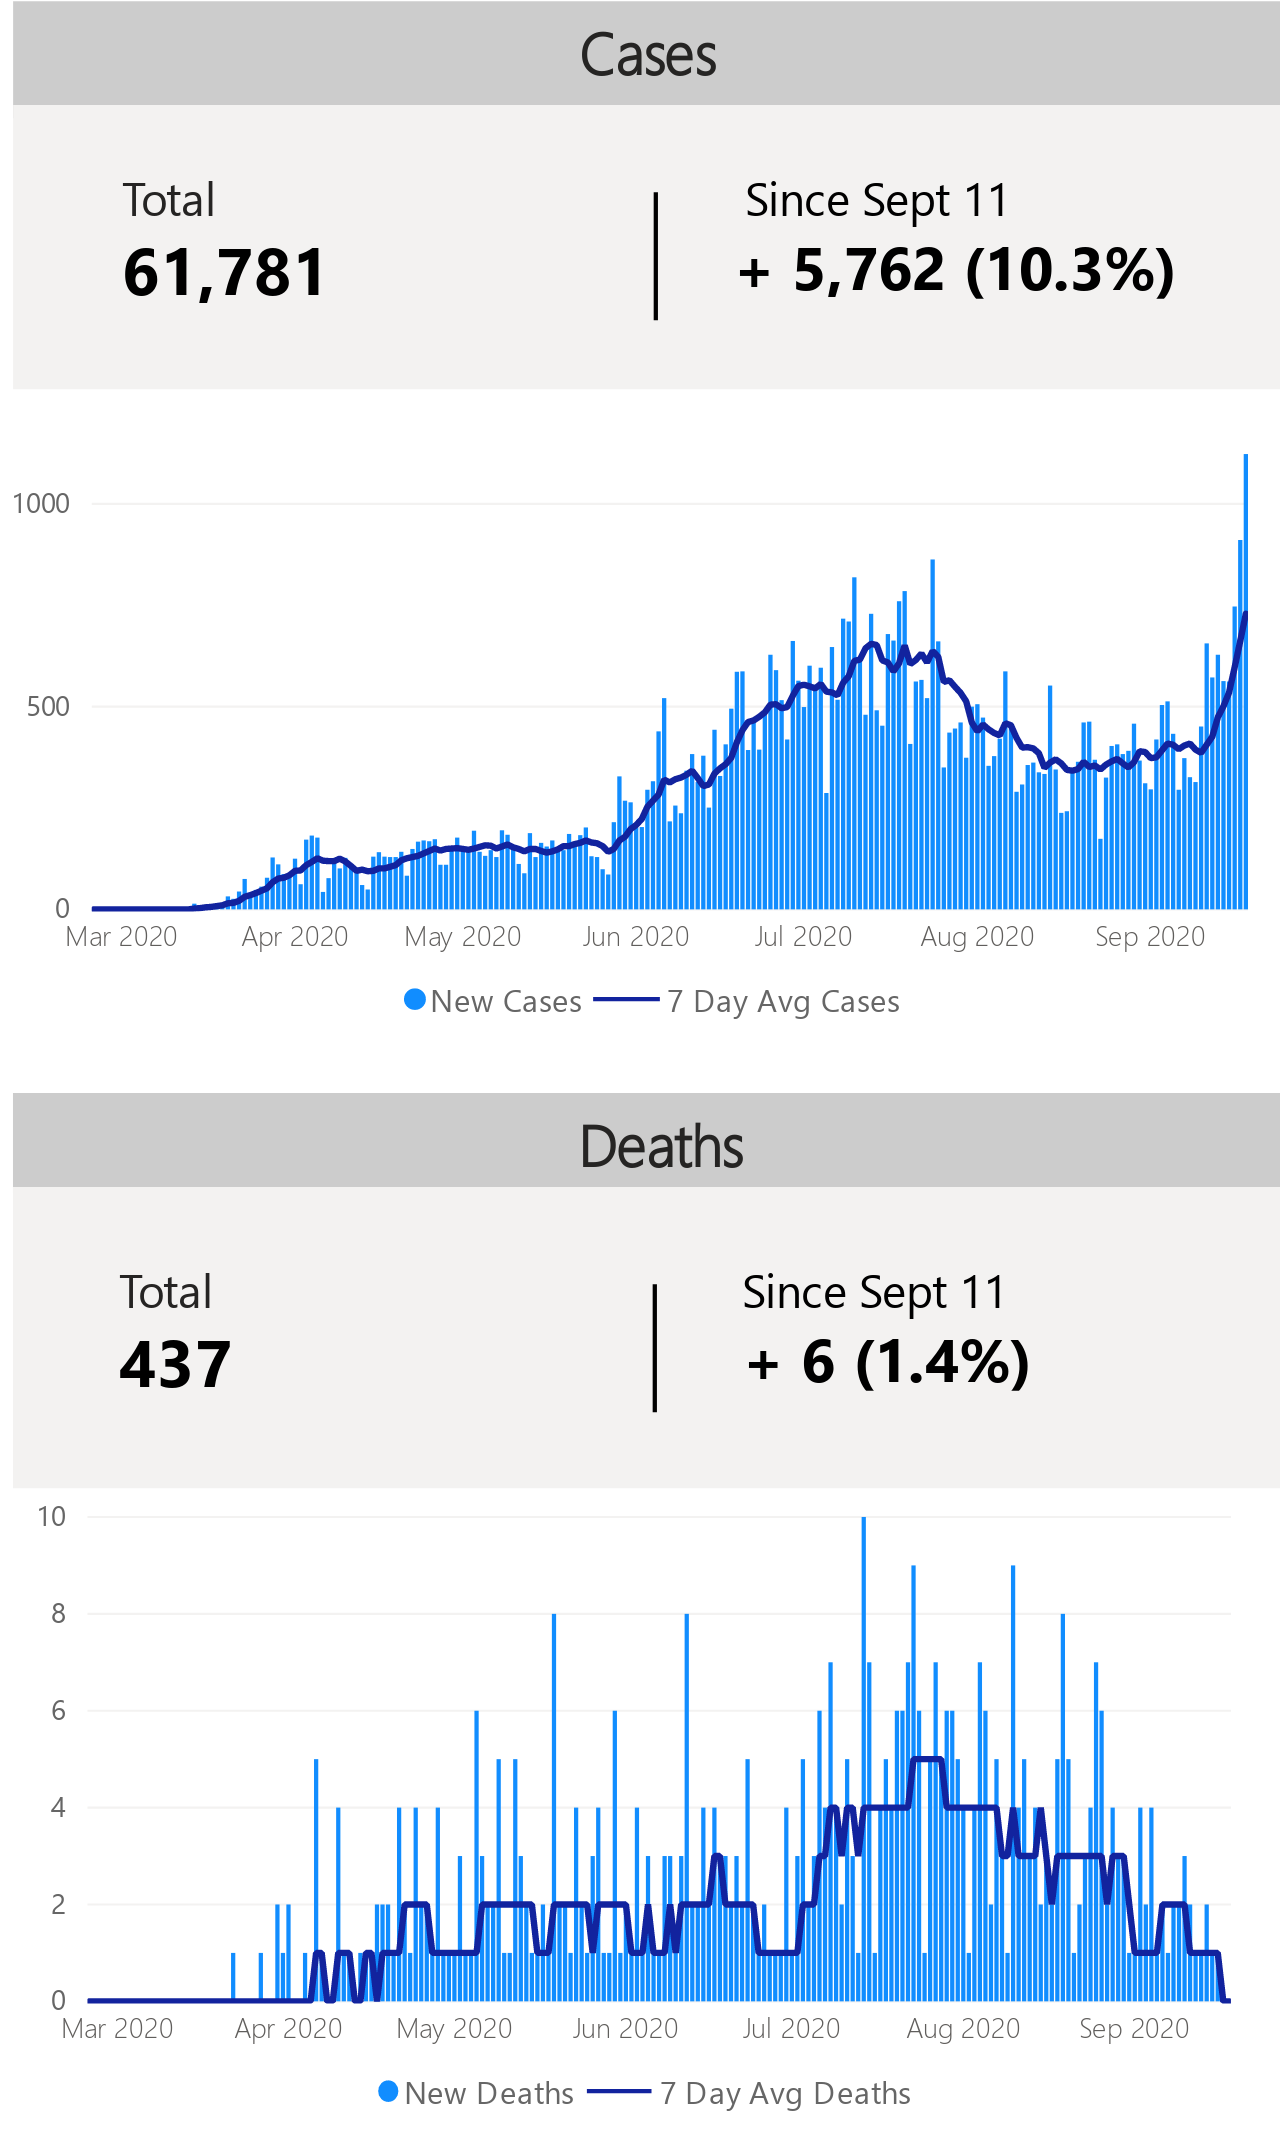 Cases
Total
61,781
Since Sept 11
+ 5,762 (10.3%)
1000
500
0
Mar 2020 Apr 2020 May 2020 Jun 2020 Jul 2020 Aug 2020 Sep 2020
New Cases 7 Day Avg Cases
Deaths
Total
437
Since Sept 11
+ 6 (1.4%)
10
8
6
4
2
0
Mar 2020 Apr 2020 May 2020 Jun 2020 Jul 2020 Aug 2020 Sep 2020
New Deaths 7 Day Avg Deaths